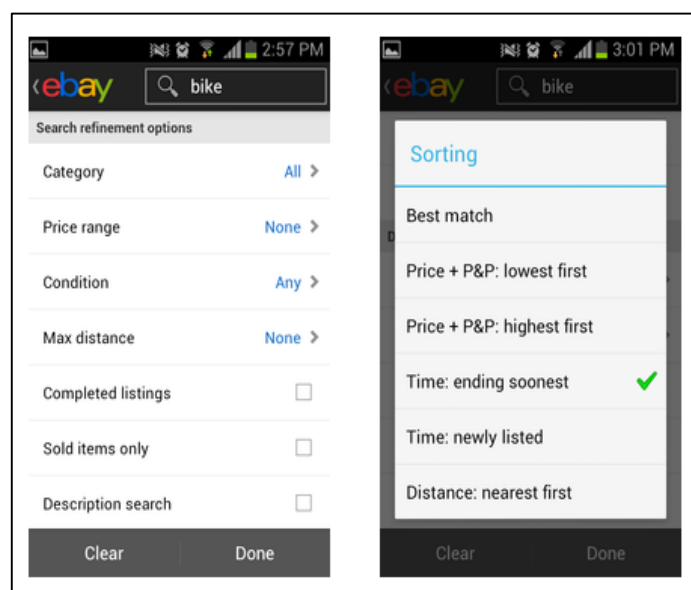 2:57 PM
ebay bike
Search refinement options
Category All
Price range None
Condition Any
Max distance None
Completed listings
Sold items only
Description search
Clear Done
3:01 PM
ebay bike
Sorting
Best match
Price + P&P: lowest first
Price + P&P: highest first
Time: ending soonest
Time: newly listed
Distance: nearest first
Clear Done